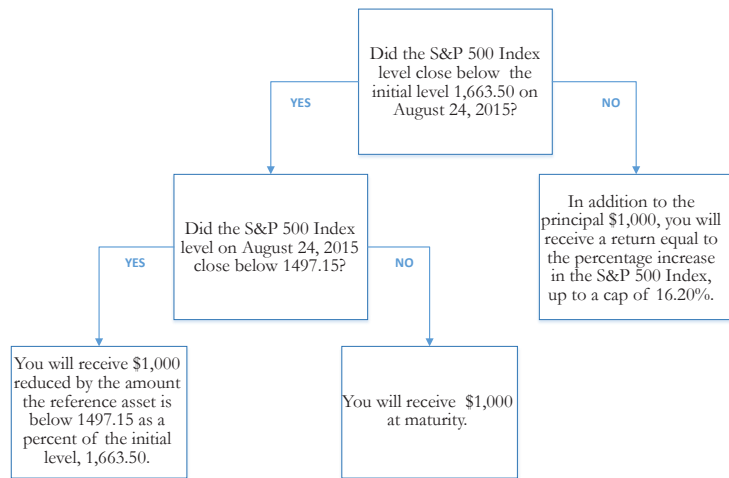 Did the S&P 500 Index
level close below the
initial level 1,663.50 on
August 24, 2015?
YES
NO
Did the S&P 500 Index
level on August 24, 2015
close below 1497.15?
In addition to the
principal $1,000, you will
receive a return equal to
the percentage increase
in the S&P 500 Index,
up to a cap of 16.20%.
YES
NO
You will receive $1,000
reduced by the amount
the reference asset is
below 1497.15 as a
percent of the initial
level, 1,663.50.
You will receive $1,000
at maturity.